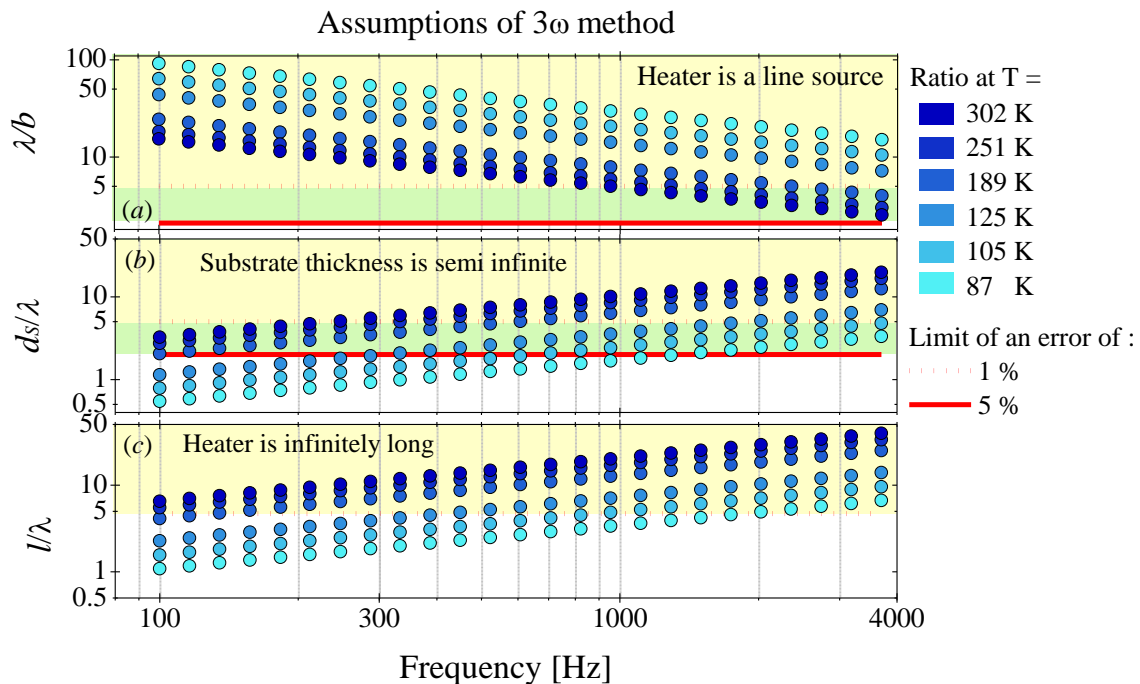 Assumptions of 3ω method
λ/b
100
50
10
5
Heater is a line source
(a)
dS/λ
50
10
5
1
0.5
(b)
Substrate thickness is semi infinite
l/λ
50
10
5
1
0.5
(c) Heater is infinitely long
100 300 1000 4000
Frequency [Hz]
Ratio at T =
302 K
251 K
189 K
125 K
105 K
87 K
Limit of an error of :
1 %
5 %